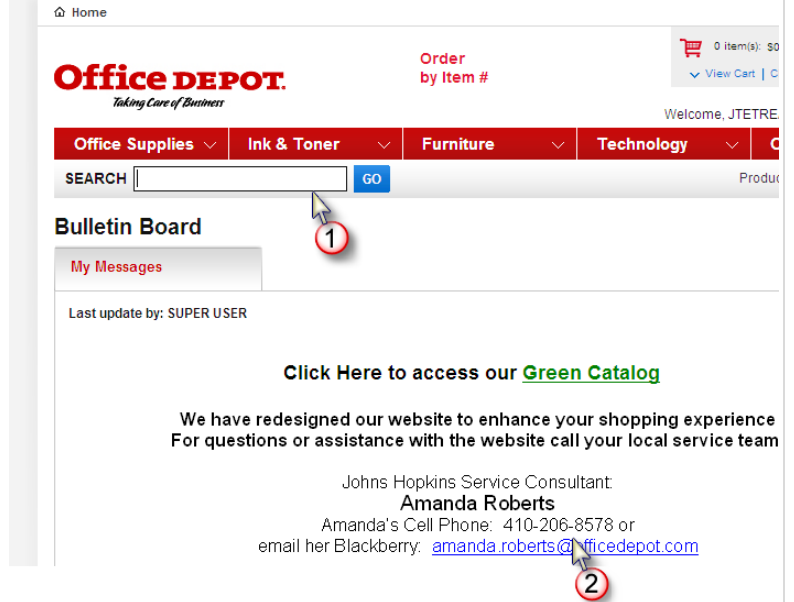 Home
Office DEPOT.
Taking Care of Business
Order
by Item #
0 item(s): $0
View Cart | C
Welcome, JTETRE
Office Supplies
Ink & Toner
Furniture
Technology
SEARCH
GO
Produc
1
Bulletin Board
My Messages
Last update by: SUPER USER
Click Here to access our Green Catalog
We have redesigned our website to enhance your shopping experience
For questions or assistance with the website call your local service team
Johns Hopkins Service Consultant:
Amanda Roberts
Amanda's Cell Phone: 410-206-8578 or
email her Blackberry: amanda.roberts@officedepot.com
2